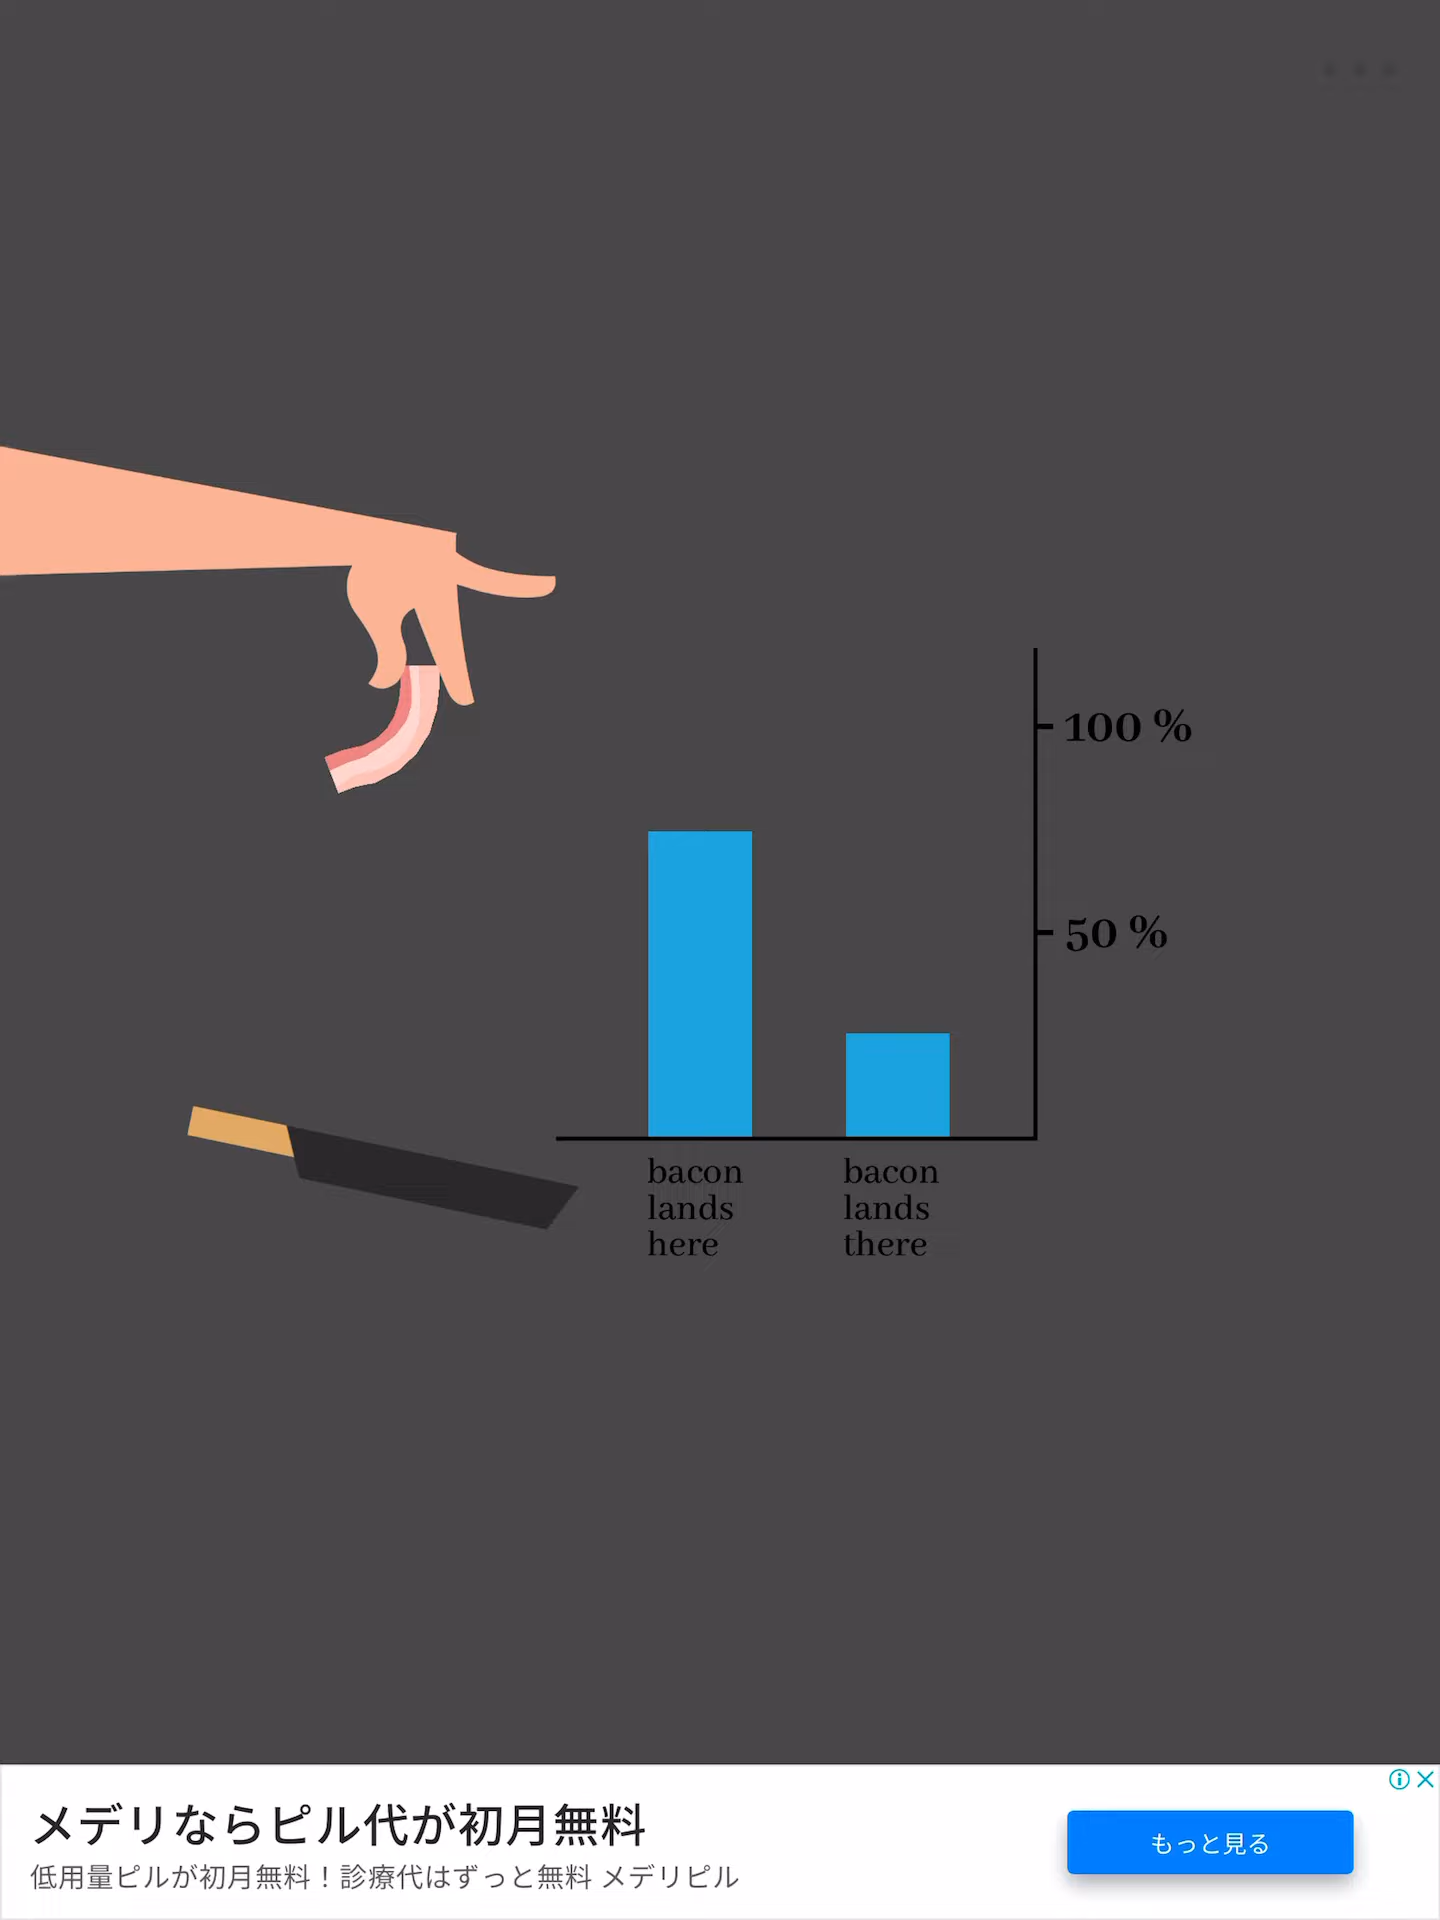 100 %
50 %
bacon
lands
here
bacon
lands
there
メデリならピル代が初月無料
低用量ピルが初月無料！診療代はずっと無料 メデリピル
もっと見る